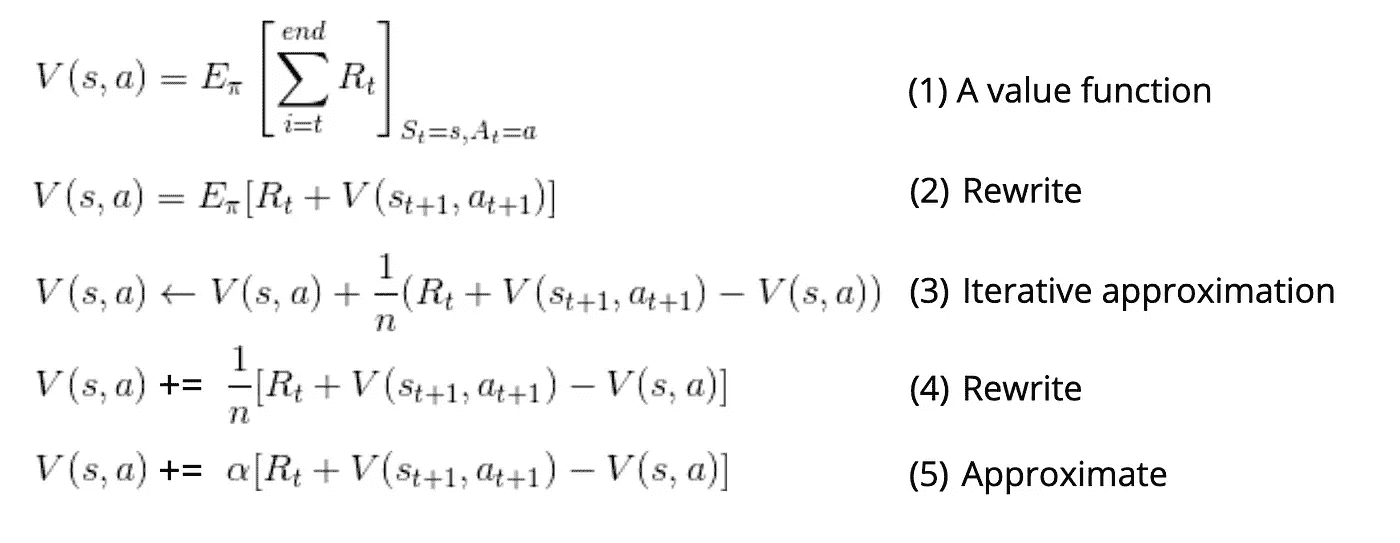 V(s, a) = E_π [ ∑_{i=t}^{end} R_t ]_{S_t=s, A_t=a} (1) A value function
V(s, a) = E_π[R_t + V(s_{t+1}, a_{t+1})] (2) Rewrite
V(s, a) ← V(s, a) + \frac{1}{n}(R_t + V(s_{t+1}, a_{t+1}) − V(s, a)) (3) Iterative approximation
V(s, a) += \frac{1}{n}[R_t + V(s_{t+1}, a_{t+1}) − V(s, a)] (4) Rewrite
V(s, a) += α[R_t + V(s_{t+1}, a_{t+1}) − V(s, a)] (5) Approximate